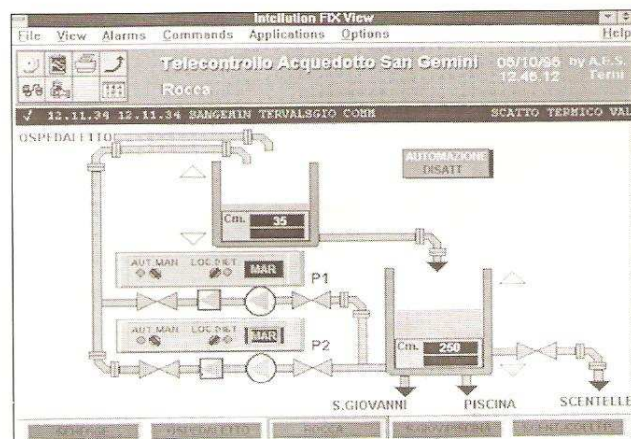 Intellution FIX View
File View Alarms Commands Applications Options Help
Telecontrollo Acquedotto San Gemini
Rocca
05/10/96 by A.E.S.
12.45.12 Terni
√ 12.11.34 12.11.34 SANGEMIN TERVALSGIO COMM SCATTO TERMICO VAL
OSPEDALETTO
AUTOMAZIONE
DISATT
Cm. 35
AUT.MAN LOC.DIST MAR
P1
AUT.MAN LOC.DIST MAR
P2
Cm. 250
S.GIOVANNI PISCINA SCENTELLE
OSPEDALETTO ROCCA